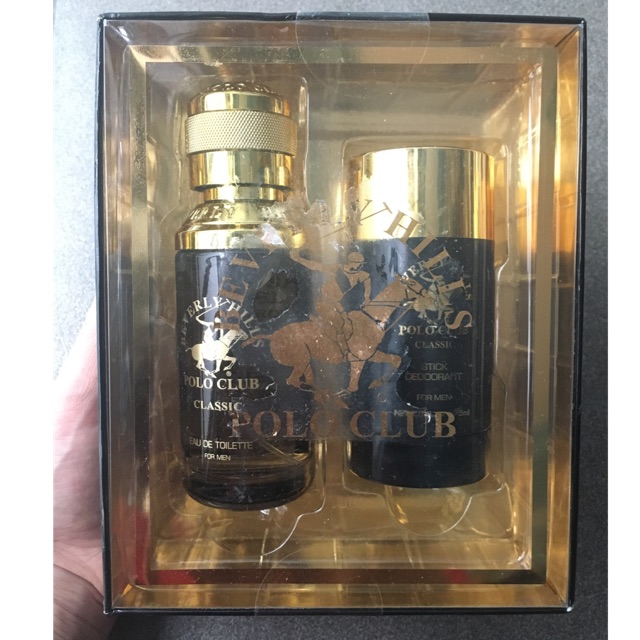 BEVERLY HILLS
POLO CLUB
BEVERLY HILLS
POLO CLUB
CLASSIC
EAU DE TOILETTE
FOR MEN
POLO
CLASSIC
STICK
DEODORANT
FOR MEN